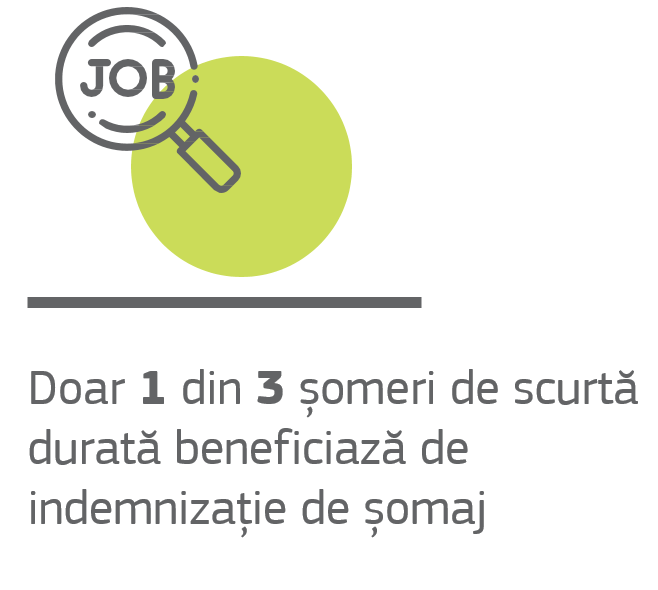 JOB
Doar 1 din 3 șomeri de scurtă
durată beneficiază de
indemnizație de șomaj